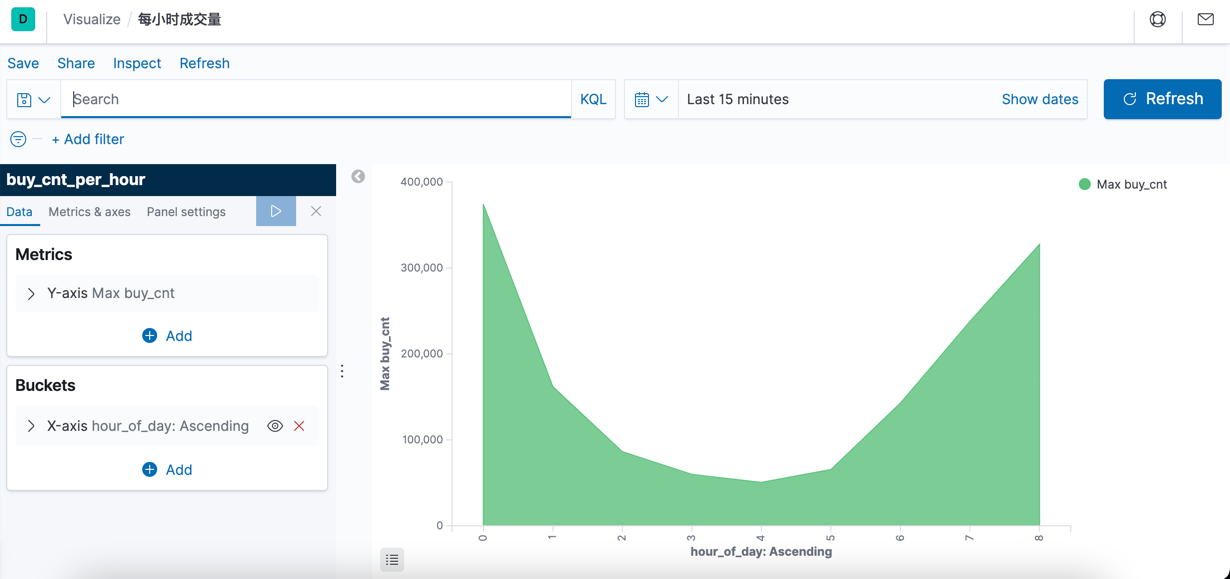 D
Visualize / 每小时成交量
Save Share Inspect Refresh
Search KQL Last 15 minutes Show dates Refresh
+ Add filter
buy_cnt_per_hour
Data Metrics & axes Panel settings
Metrics
Y-axis Max buy_cnt
Add
Buckets
X-axis hour_of_day: Ascending
Add
400,000
300,000
200,000
100,000
0
Max buy_cnt
0 1 2 3 4 5 6 7 8
hour_of_day: Ascending
Max buy_cnt